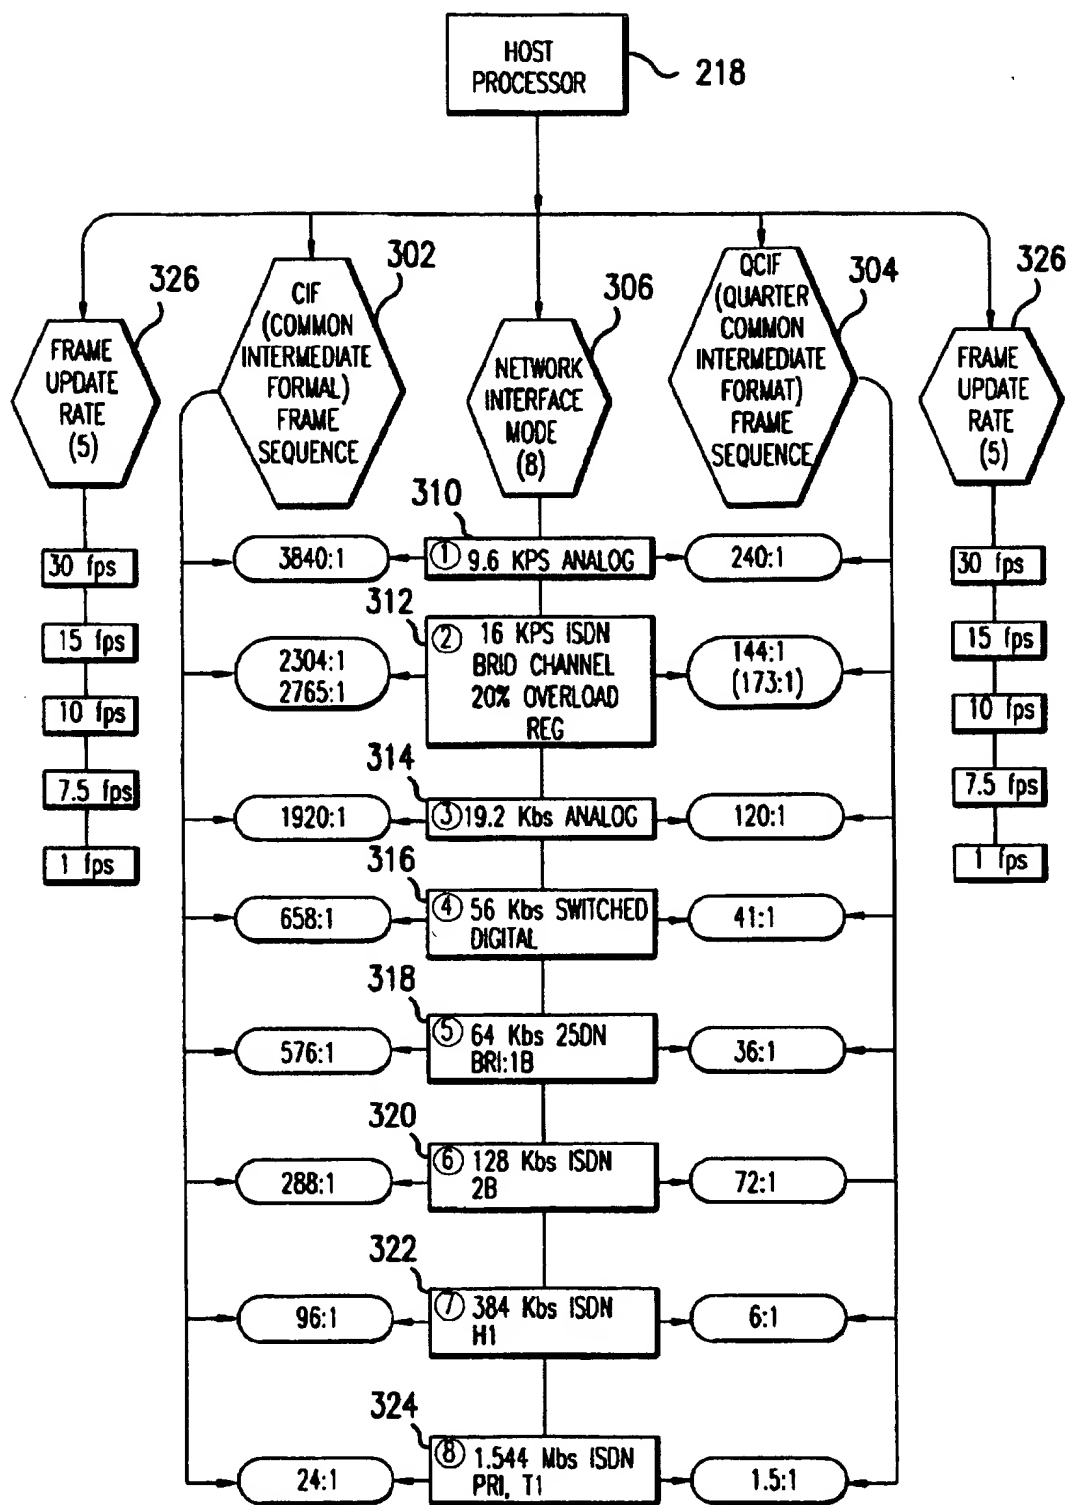 HOST
PROCESSOR
218
326
FRAME
UPDATE
RATE
(5)
302
CIF
(COMMON
INTERMEDIATE
FORMAL)
FRAME
SEQUENCE
306
NETWORK
INTERFACE
MODE
(8)
304
QCIF
(QUARTER
COMMON
INTERMEDIATE
FORMAT)
FRAME
SEQUENCE
326
FRAME
UPDATE
RATE
(5)
30 fps
15 fps
10 fps
7.5 fps
1 fps
310
3840:1
① 9.6 KPS ANALOG
240:1
312
2304:1
2765:1
② 16 KPS ISDN
BRID CHANNEL
20% OVERLOAD
REG
144:1
(173:1)
314
1920:1
③ 19.2 Kbs ANALOG
120:1
316
658:1
④ 56 Kbs SWITCHED
DIGITAL
41:1
318
576:1
⑤ 64 Kbs 25DN
BRI:1B
36:1
320
288:1
⑥ 128 Kbs ISDN
2B
72:1
322
96:1
⑦ 384 Kbs ISDN
H1
6:1
324
24:1
⑧ 1.544 Mbs ISDN
PRI, T1
1.5:1
30 fps
15 fps
10 fps
7.5 fps
1 fps